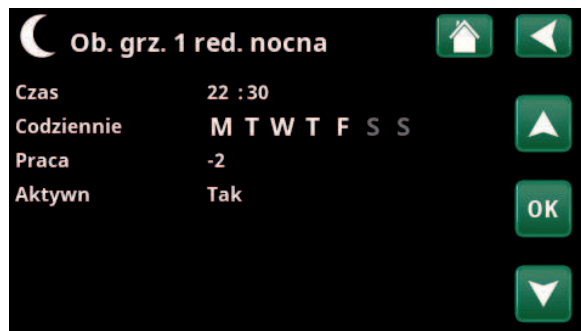 Ob. grz. 1 red. nocna
Czas 22 :30
Codziennie M T W T F S S
Praca -2
Aktywn Tak
OK